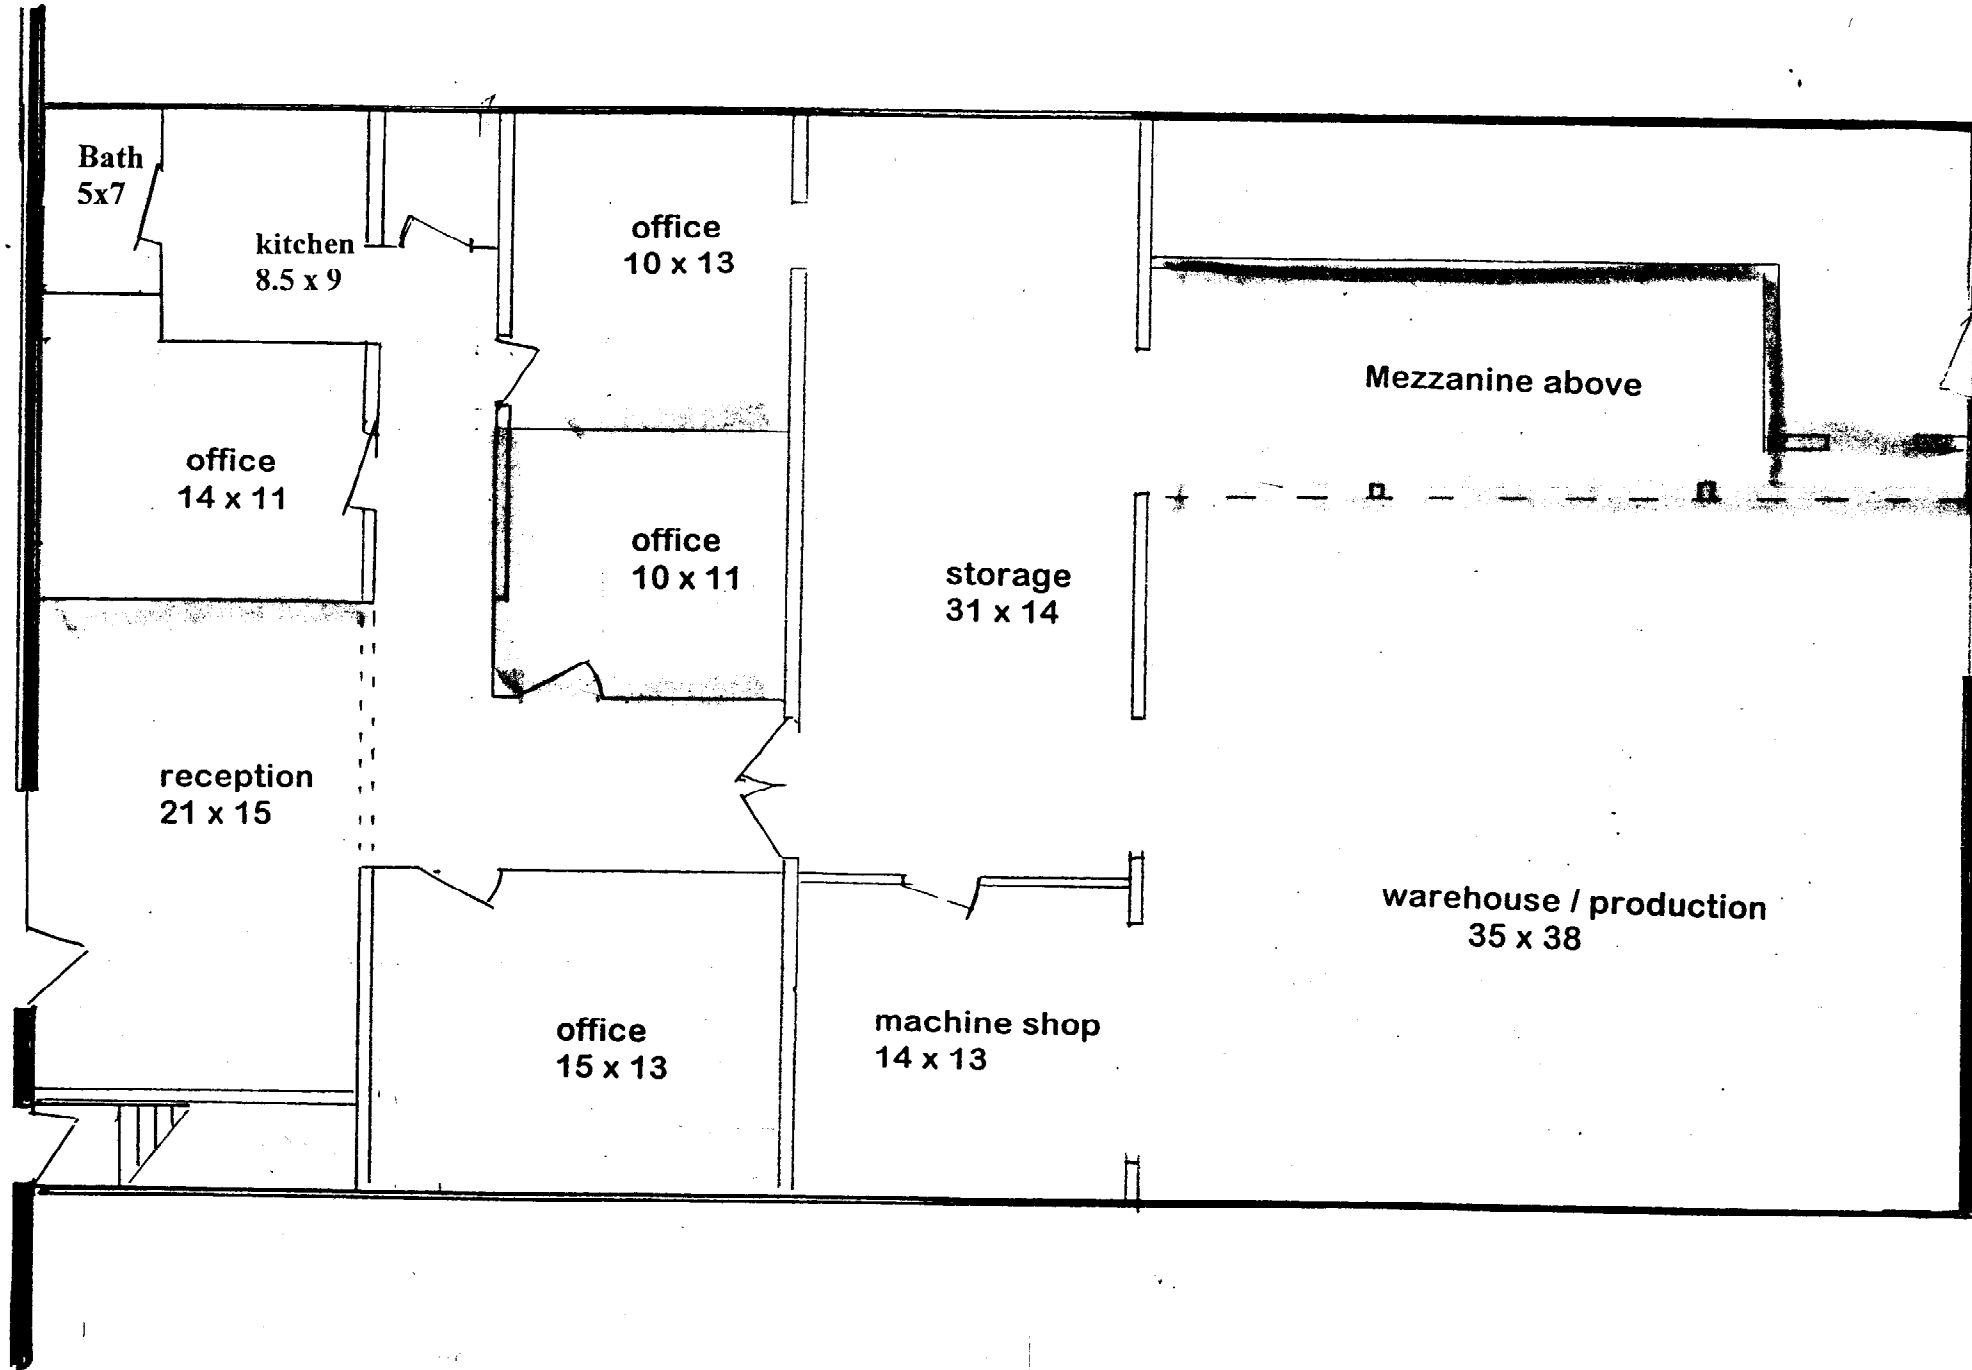 Bath
5x7
kitchen
8.5 x 9
office
10 x 13
Mezzanine above
office
14 x 11
office
10 x 11
storage
31 x 14
reception
21 x 15
warehouse / production
35 x 38
office
15 x 13
machine shop
14 x 13